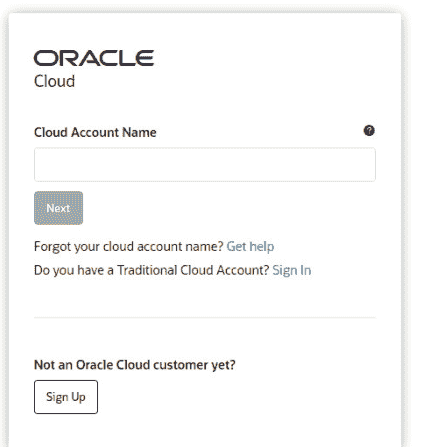 ORACLE
Cloud
Cloud Account Name ?
Next
Forgot your cloud account name? Get help
Do you have a Traditional Cloud Account? Sign In
Not an Oracle Cloud customer yet?
Sign Up